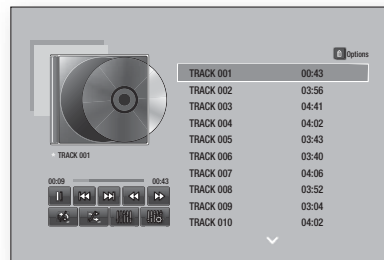 Options
TRACK 001 00:43
TRACK 002 03:56
TRACK 003 04:41
TRACK 004 04:02
TRACK 005 03:43
TRACK 006 03:40
TRACK 007 04:06
TRACK 008 03:52
TRACK 009 03:04
TRACK 010 04:02
TRACK 001
00:09 00:43